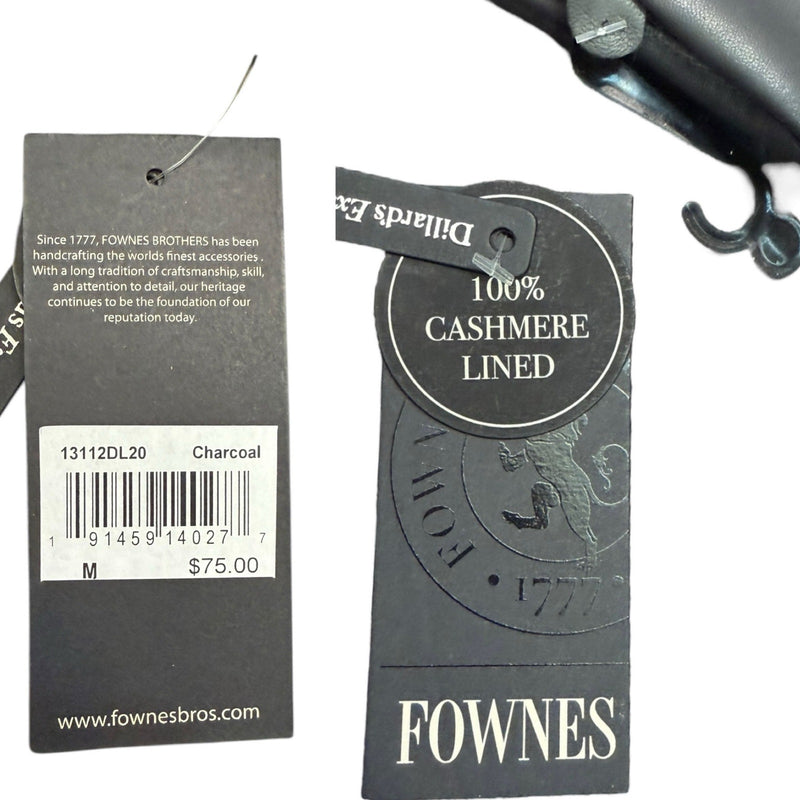 Since 1777, FOWNES BROTHERS has been
handcrafting the worlds finest accessories .
With a long tradition of craftsmanship, skill,
and attention to detail, our heritage
continues to be the foundation of our
reputation today.
13112DL20 Charcoal
1 91459 14027 7
M $75.00
www.fownesbros.com
Dillard's
100%
CASHMERE
LINED
FOW
• 1777 •
FOWNES